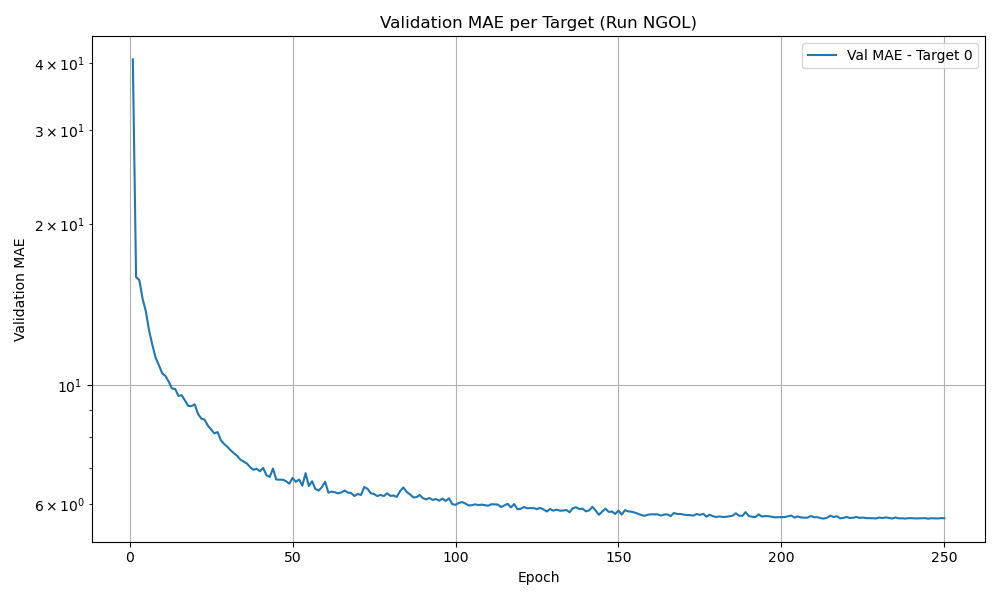 Validation MAE per Target (Run NGOL)
Val MAE - Target 0
Validation MAE
4 × 10¹
3 × 10¹
2 × 10¹
10¹
6 × 10⁰
0 50 100 150 200 250
Epoch